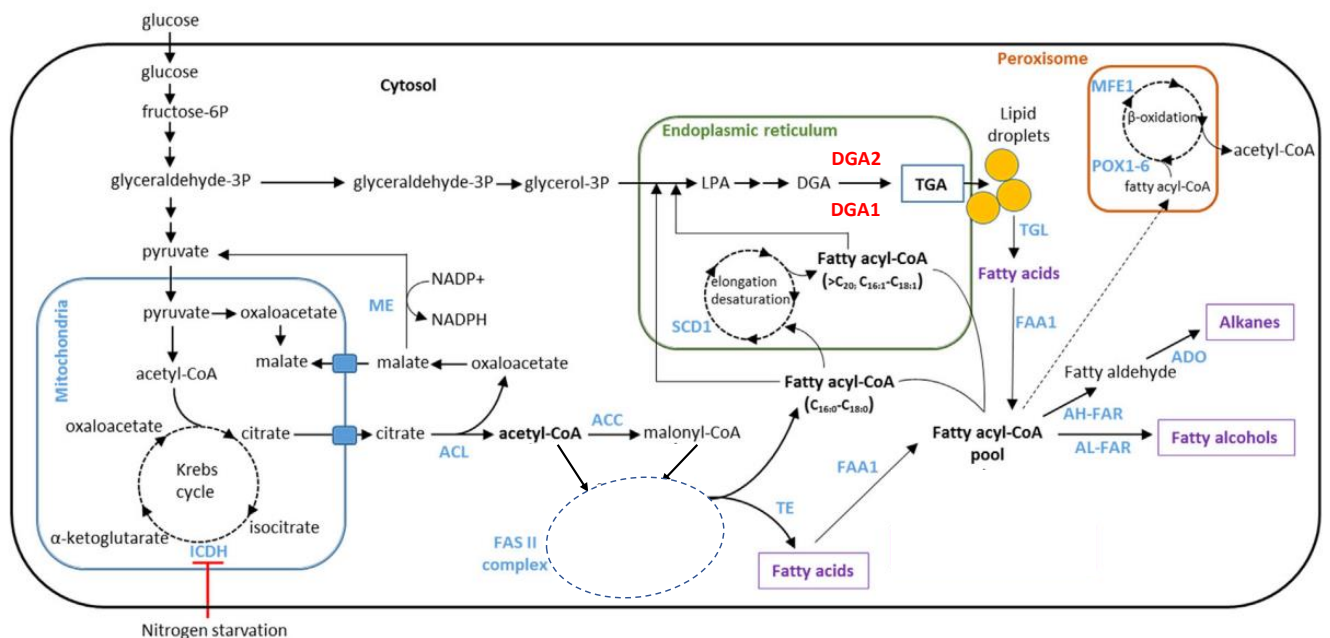 glucose
glucose
Cytosol
fructose-6P
glyceraldehyde-3P
glyceraldehyde-3P
glycerol-3P
Endoplasmic reticulum
LPA
DGA
DGA2
DGA1
TGA
Lipid
droplets
Peroxisome
MFE1
β-oxidation
POX1-6
fatty acyl-CoA
acetyl-CoA
TGL
Fatty acids
FAA1
pyruvate
NADP+
ME
NADPH
Fatty acyl-CoA
(>C20; C16:1-C18:1)
elongation
desaturation
SCD1
Mitochondria
pyruvate
oxaloacetate
malate
malate
oxaloacetate
acetyl-CoA
oxaloacetate
citrate
citrate
ACL
acetyl-CoA
ACC
malonyl-CoA
Fatty acyl-CoA
(C16:0-C18:0)
Krebs
cycle
α-ketoglutarate
isocitrate
ICDH
Nitrogen starvation
FAS II
complex
TE
Fatty acids
FAA1
Fatty acyl-CoA
pool
AH-FAR
AL-FAR
Fatty aldehyde
ADO
Alkanes
Fatty alcohols